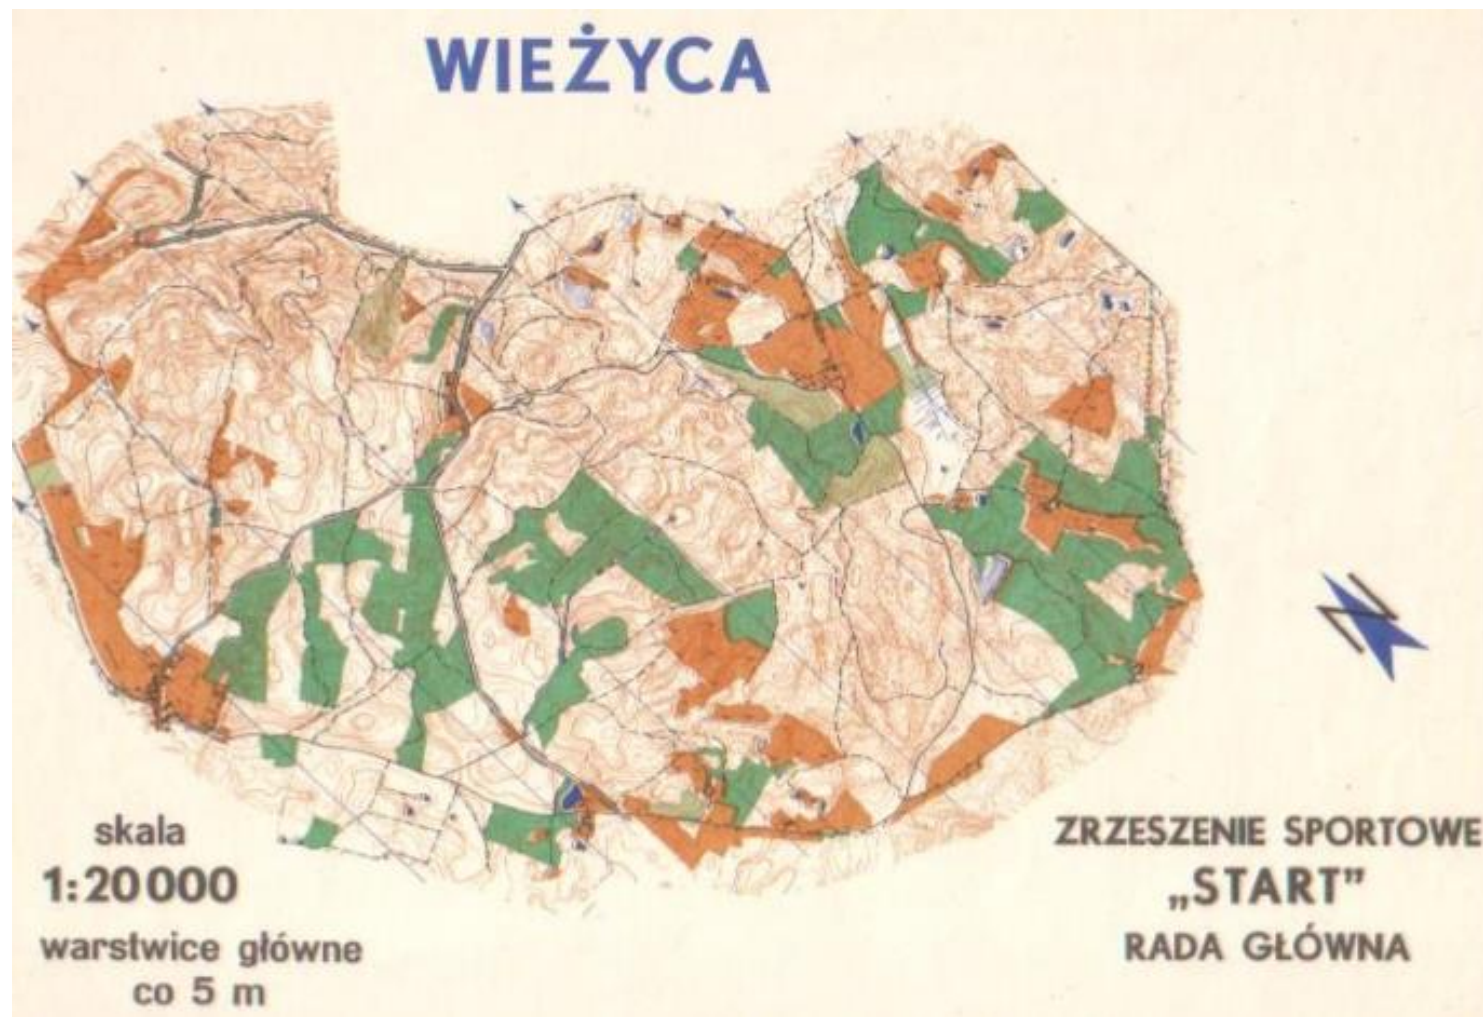 WIEŻYCA
N
skala
1:20000
warstwice główne
co 5 m
ZRZESZENIE SPORTOWE
„START”
RADA GŁÓWNA